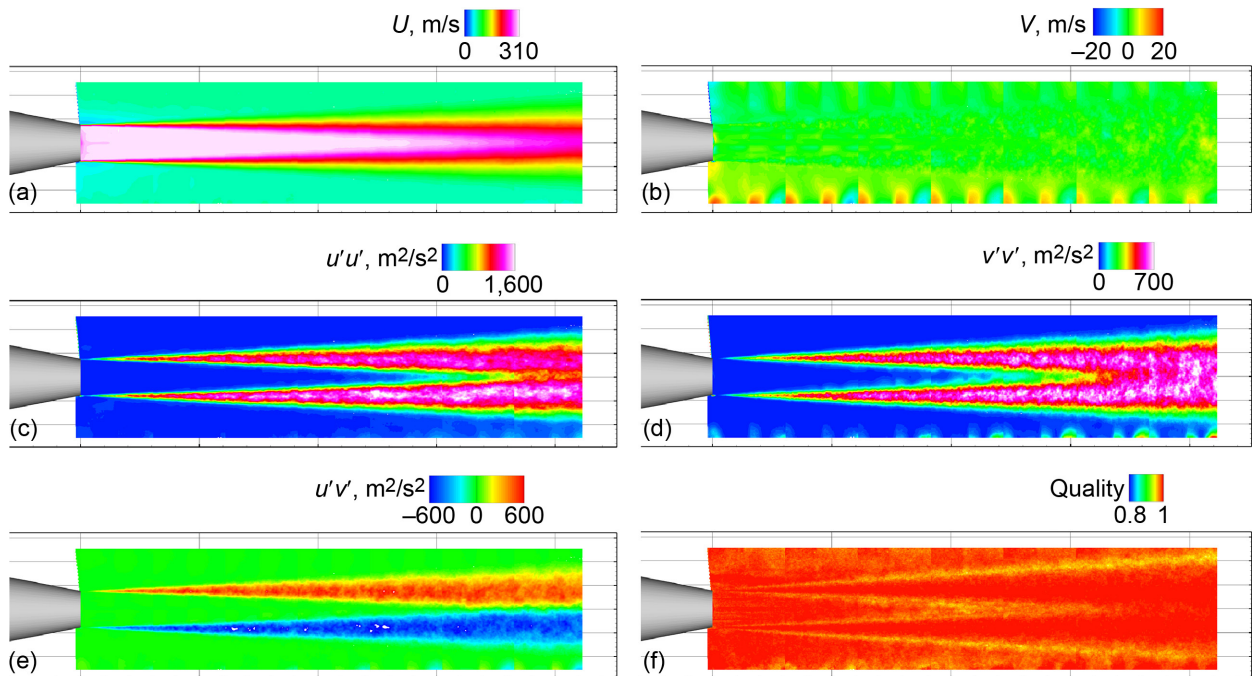 U, m/s
0 310
V, m/s
–20 0 20
(a)
(b)
u′u′, m2/s2
0 1,600
v′v′, m2/s2
0 700
(c)
(d)
u′v′, m2/s2
–600 0 600
Quality
0.8 1
(e)
(f)